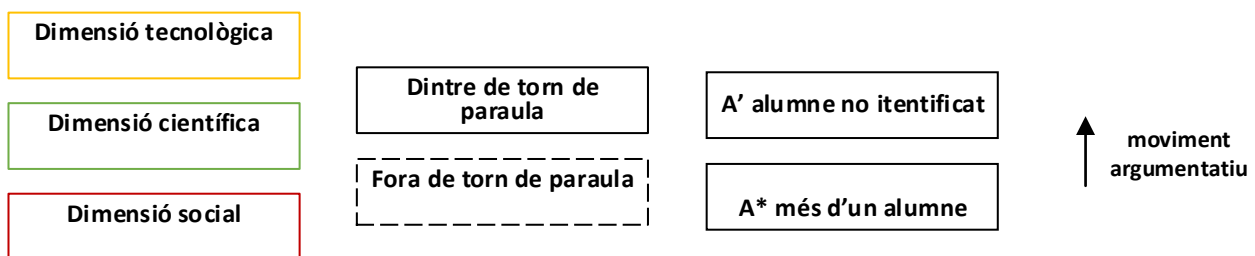 Dimensió tecnològica
Dimensió científica
Dimensió social
Dintre de torn de
paraula
Fora de torn de paraula
A’ alumne no itentificat
A* més d’un alumne
moviment
argumentatiu